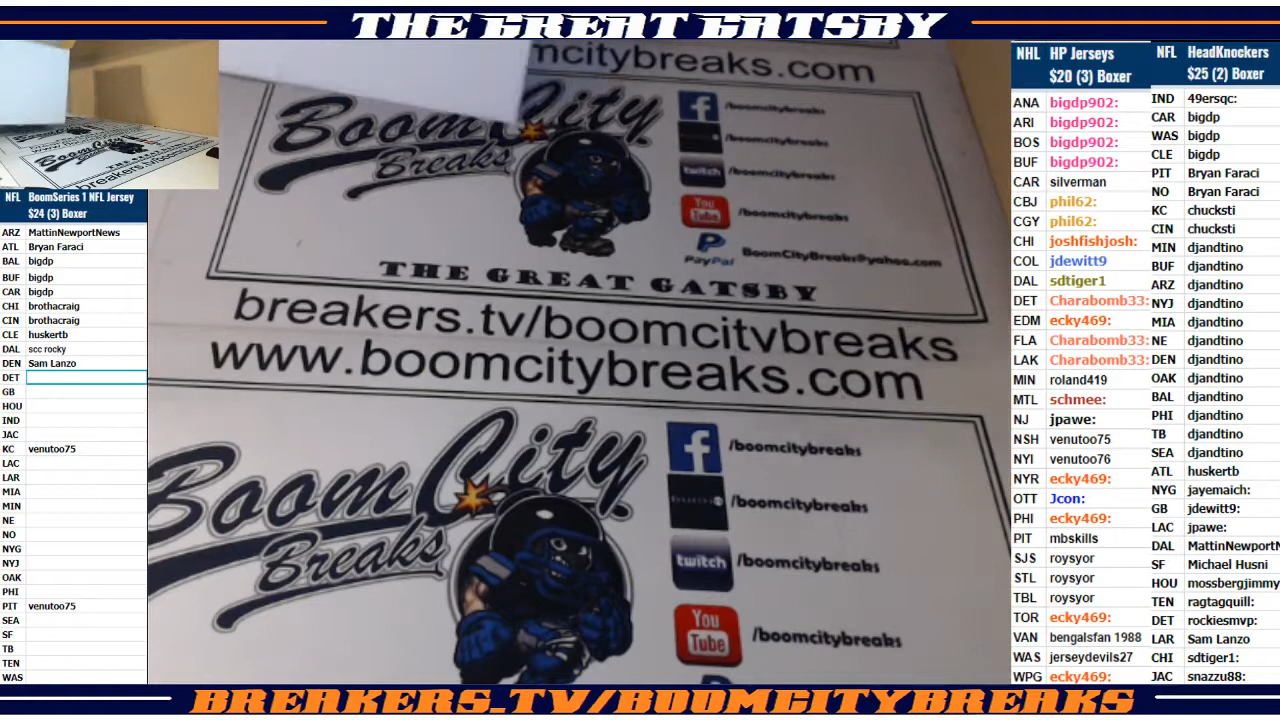 THE GREAT GATSBY
NFL BoomSeries 1 NFL Jersey
$24 (3) Boxer
ARZ MattinNewportNews
ATL Bryan Faraci
BAL bigdp
BUF bigdp
CAR bigdp
CHI brothacraig
CIN brothacraig
CLE huskertb
DAL scc rocky
DEN Sam Lanzo
DET
GB
HOU
IND
JAC
KC venutoo75
LAC
LAR
MIA
MIN
NE
NO
NYG
NYJ
OAK
PHI
PIT venutoo75
SEA
SF
TB
TEN
WAS
mcitybreaks.com
Boom City
Breaks
/boomcitybreaks
/boomcitybreaks
twitch /boomcitybreaks
You Tube /boomcitybreaks
PayPal BoomCityBreaks@yahoo.com
THE GREAT GATSBY
breakers.tv/boomcitybreaks
www.boomcitybreaks.com
Boom City
Breaks
/boomcitybreaks
/boomcitybreaks
twitch /boomcitybreaks
You Tube /boomcitybreaks
NHL HP Jerseys
$20 (3) Boxer
ANA bigdp902:
ARI bigdp902:
BOS bigdp902:
BUF bigdp902:
CAR silverman
CBJ phil62:
CGY phil62:
CHI joshfishjosh:
COL jdewitt9
DAL sdtiger1
DET Charabomb33:
EDM ecky469:
FLA Charabomb33:
LAK Charabomb33:
MIN roland419
MTL schmee:
NJ jpawe:
NSH venutoo75
NYI venutoo76
NYR ecky469:
OTT Jcon:
PHI ecky469:
PIT mbskills
SJS roysyor
STL roysyor
TBL roysyor
TOR ecky469:
VAN bengalsfan 1988
WAS jerseydevils27
WPG ecky469:
NFL HeadKnockers
$25 (2) Boxer
IND 49ersqc:
CAR bigdp
WAS bigdp
CLE bigdp
PIT Bryan Faraci
NO Bryan Faraci
KC chucksti
CIN chucksti
MIN djandtino
BUF djandtino
ARZ djandtino
NYJ djandtino
MIA djandtino
NE djandtino
DEN djandtino
OAK djandtino
BAL djandtino
PHI djandtino
TB djandtino
SEA djandtino
ATL huskertb
NYG jayemaich:
GB jdewitt9:
LAC jpawe:
DAL MattinNewportN
SF Michael Husni
HOU mossbergjimmy
TEN ragtagquill:
DET rockiesmvp:
LAR Sam Lanzo
CHI sdtiger1:
JAC snazzu88:
BREAKERS.TV/BOOMCITYBREAKS